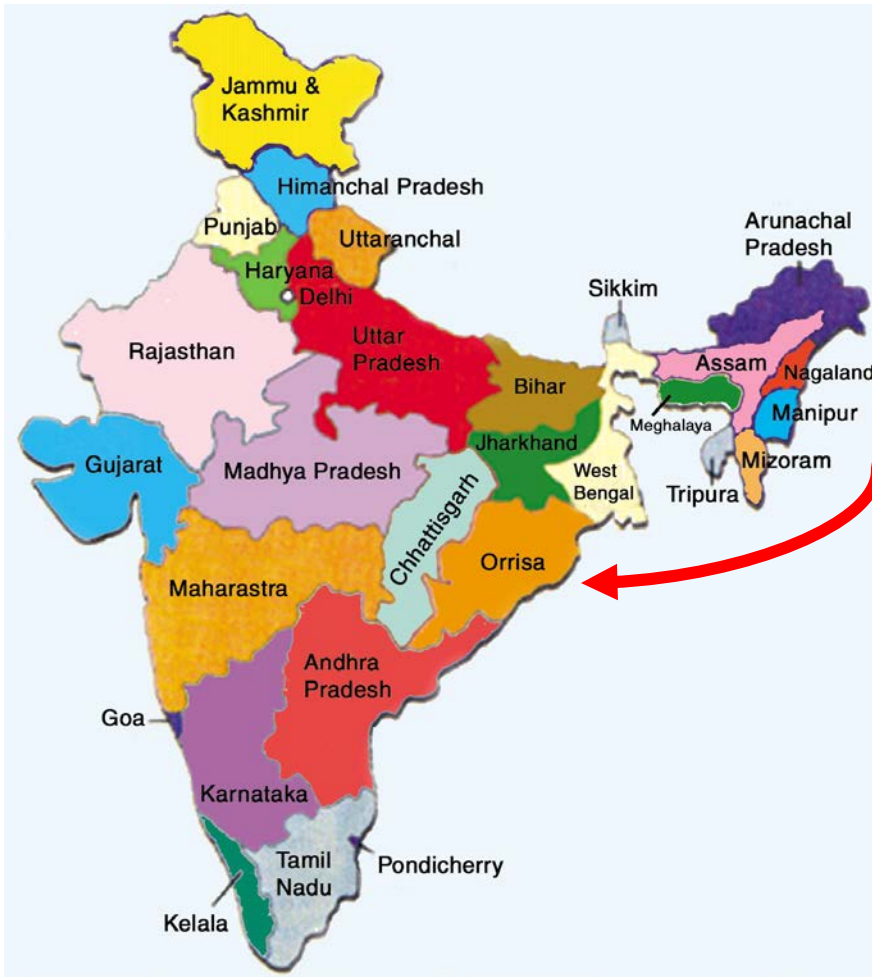 Jammu &
Kashmir
Himanchal Pradesh
Punjab
Uttaranchal
Arunachal
Pradesh
Haryana
Delhi
Sikkim
Uttar
Pradesh
Rajasthan
Assam
Nagaland
Bihar
Meghalaya
Manipur
Jharkhand
Gujarat
Madhya Pradesh
West
Bengal
Mizoram
Tripura
Chhattisgarh
Orrisa
Maharastra
Andhra
Pradesh
Goa
Karnataka
Tamil
Nadu
Pondicherry
Kelala